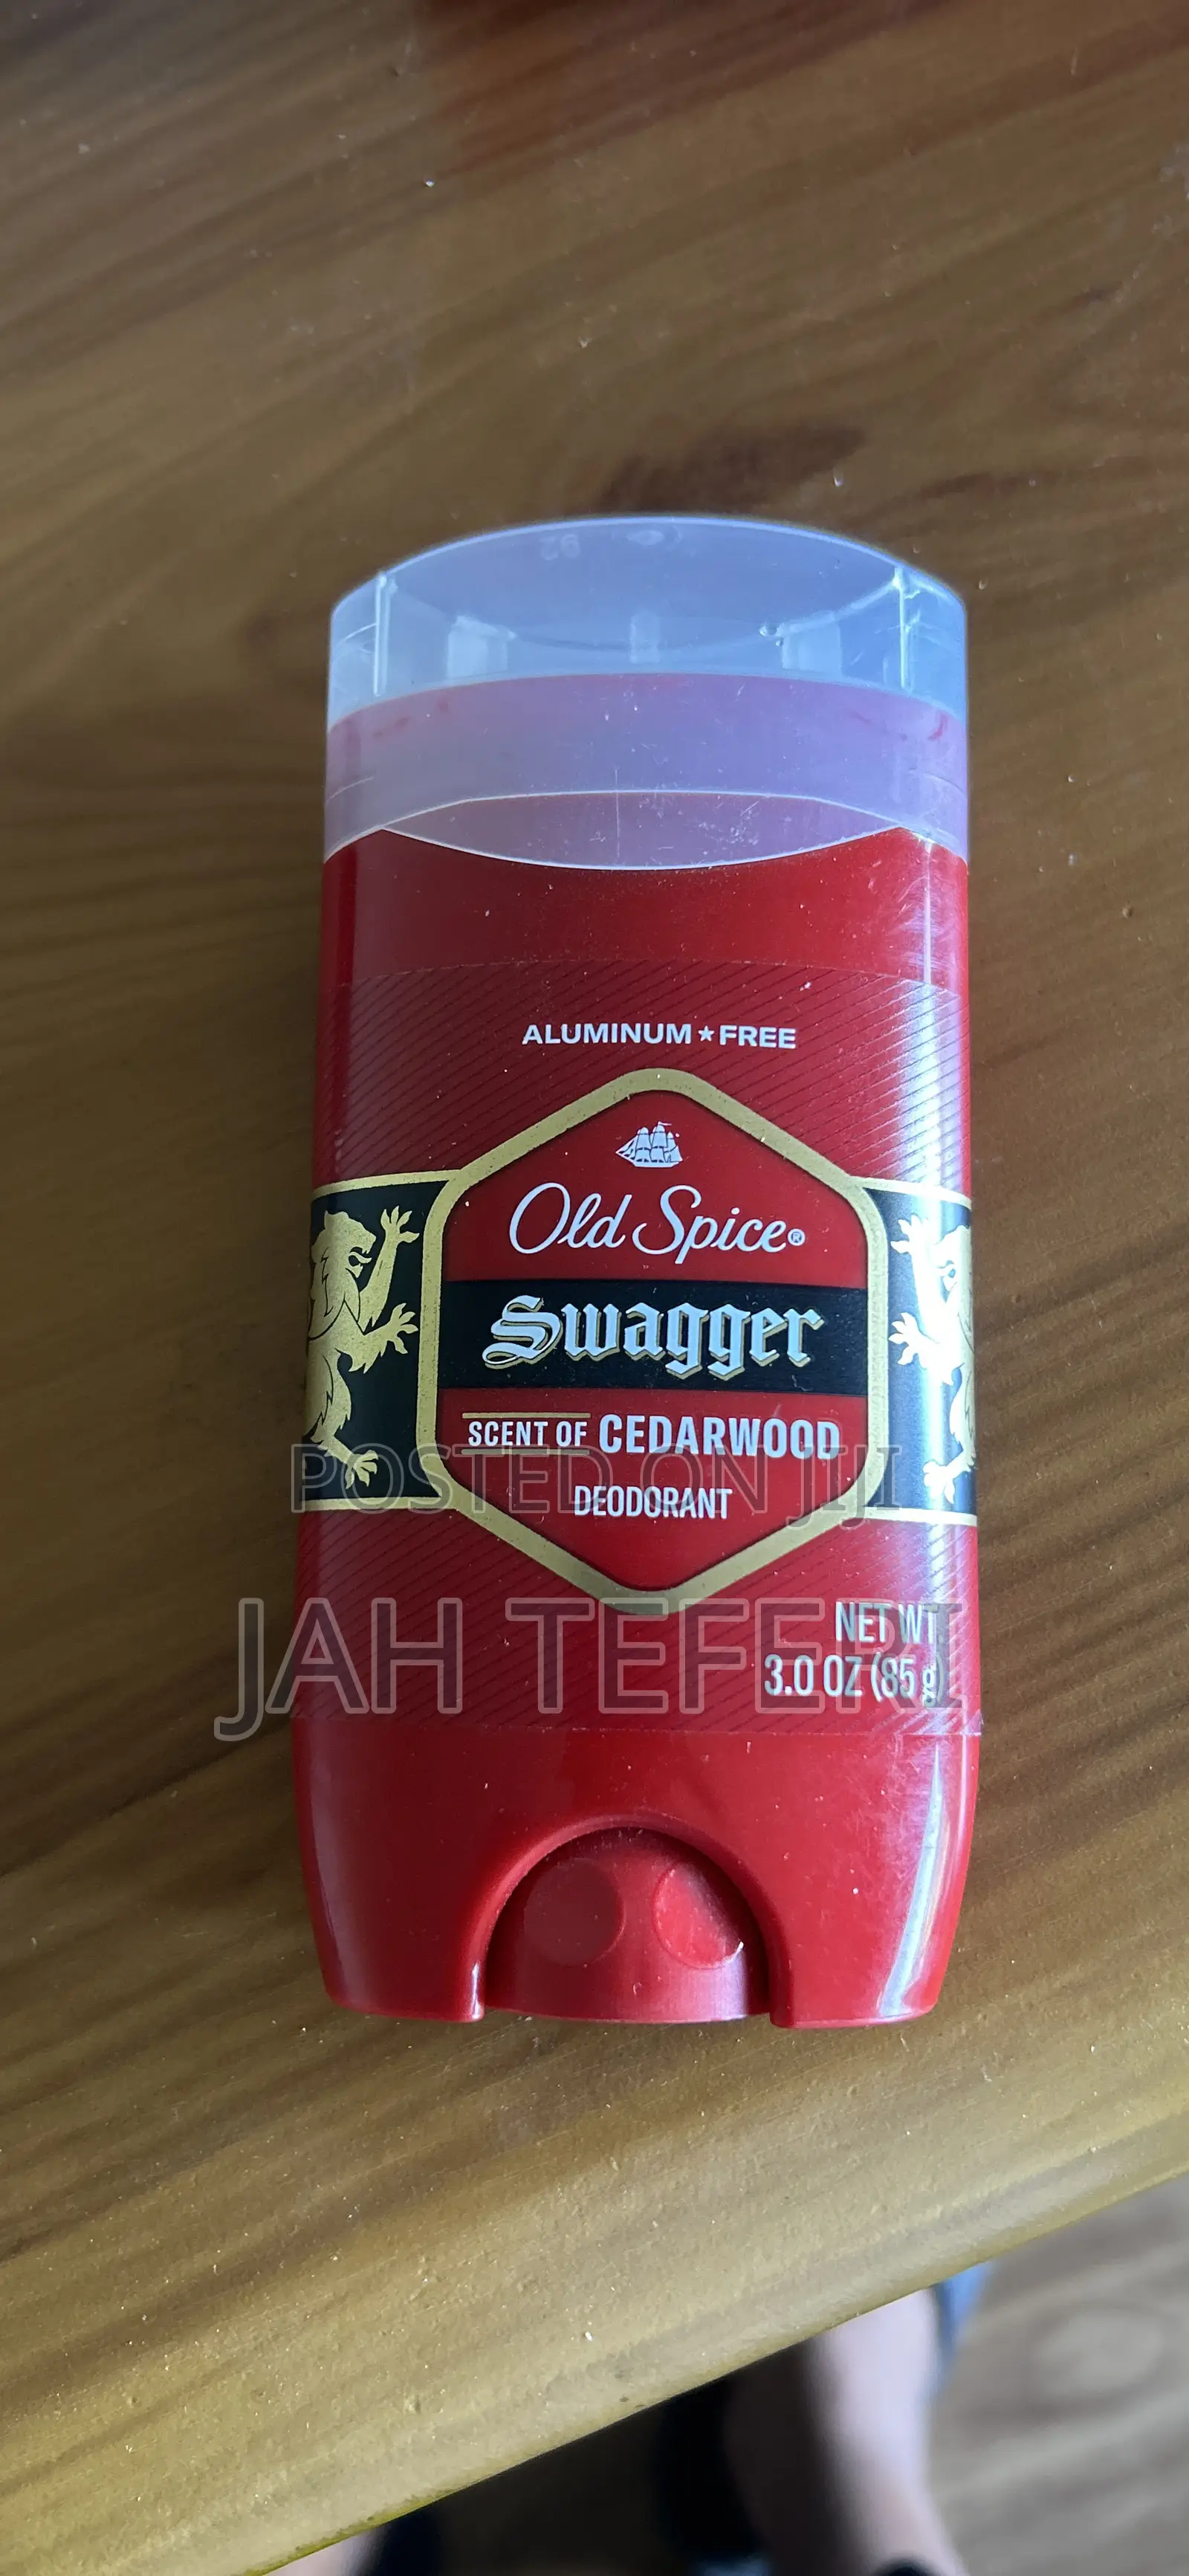 ALUMINUM★FREE
Old Spice®
Swagger
SCENT OF CEDARWOOD
POSTED ON JIJI
DEODORANT
JAH TEFERI
NET WT
3.0 OZ (85 g)